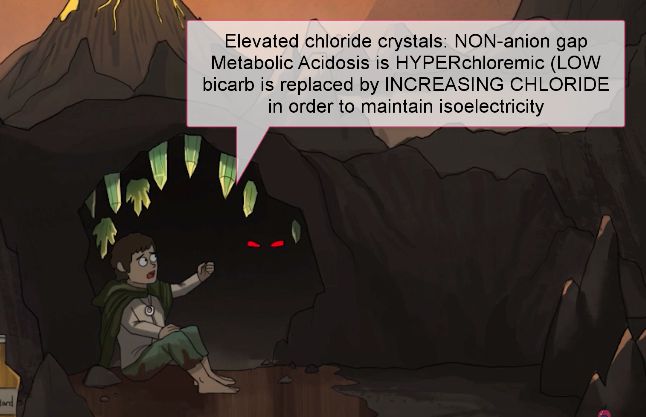 Elevated chloride crystals: NON-anion gap
Metabolic Acidosis is HYPERchloremic (LOW
bicarb is replaced by INCREASING CHLORIDE
in order to maintain isoelectricity